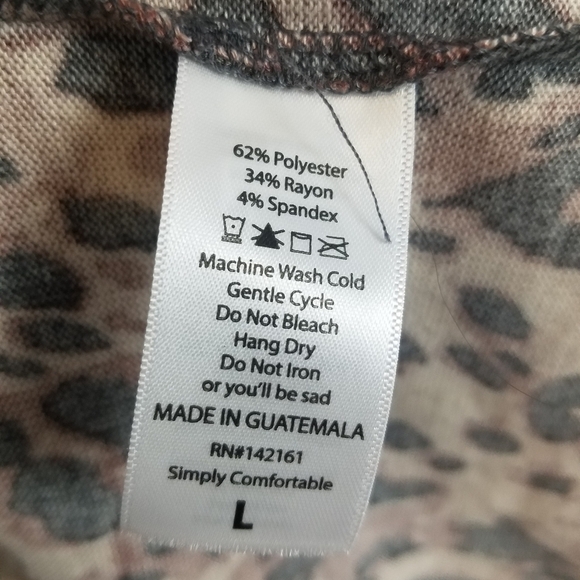 62% Polyester
34% Rayon
4% Spandex
Machine Wash Cold
Gentle Cycle
Do Not Bleach
Hang Dry
Do Not Iron
or you'll be sad
MADE IN GUATEMALA
RN#142161
Simply Comfortable
L